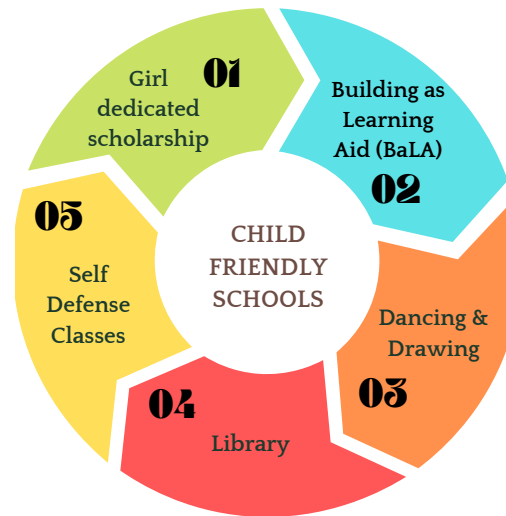 01
Girl
dedicated
scholarship
Building as
Learning
Aid (BaLA)
02
Dancing &
Drawing
03
04
Library
05
Self
Defense
Classes
CHILD
FRIENDLY
SCHOOLS